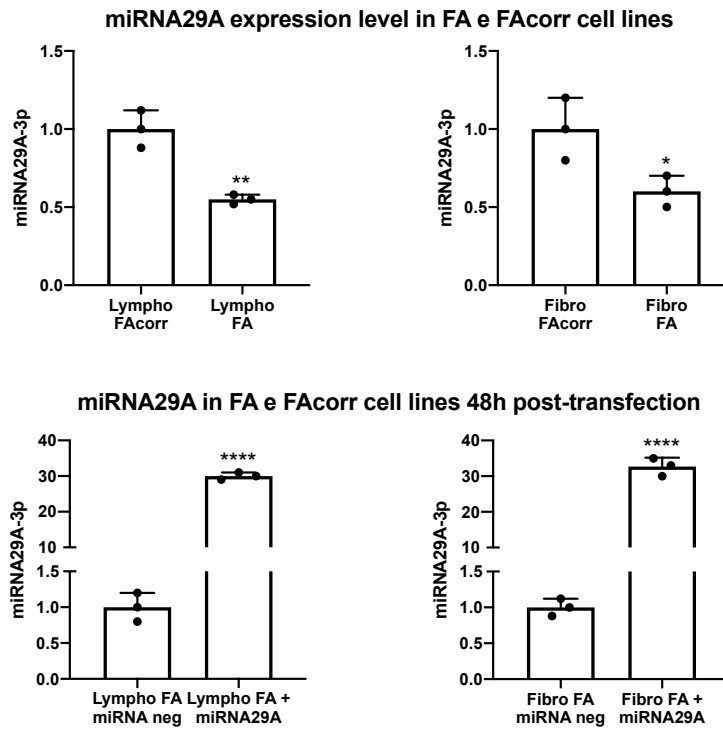 miRNA29A expression level in FA e FAcorr cell lines
miRNA29A-3p
1.5
1.0
0.5
0.0
**
Lympho
FAcorr
Lympho
FA
miRNA29A-3p
1.5
1.0
0.5
0.0
*
Fibro
FAcorr
Fibro
FA
miRNA29A in FA e FAcorr cell lines 48h post-transfection
miRNA29A-3p
40
30
20
10
1.5
1.0
0.5
0.0
****
Lympho FA
miRNA neg
Lympho FA +
miRNA29A
miRNA29A-3p
40
30
20
10
1.5
1.0
0.5
0.0
****
Fibro FA
miRNA neg
Fibro FA +
miRNA29A